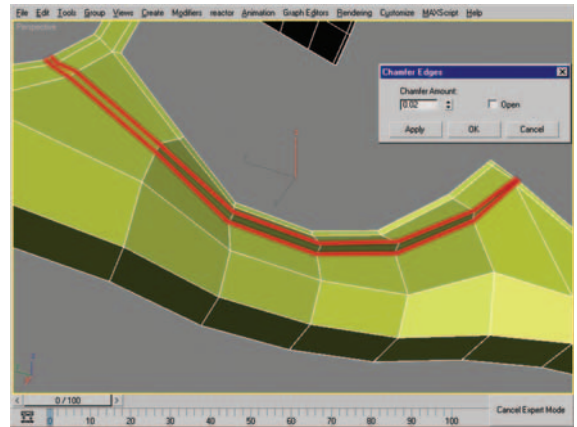 File Edit Tools Group Views Create Modifiers reactor Animation Graph Editors Rendering Customize MAXScript Help
Perspective
Chamfer Edges
Chamfer Amount:
0.02 Open
Apply OK Cancel
0 / 100
0 10 20 30 40 50 60 70 80 90 100
Cancel Expert Mode